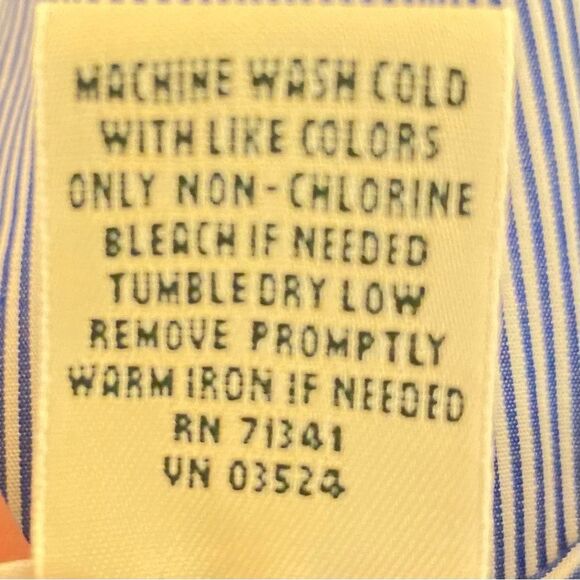 MACHINE WASH COLD
WITH LIKE COLORS
ONLY NON-CHLORINE
BLEACH IF NEEDED
TUMBLE DRY LOW
REMOVE PROMPTLY
WARM IRON IF NEEDED
RN 71341
VN 03524